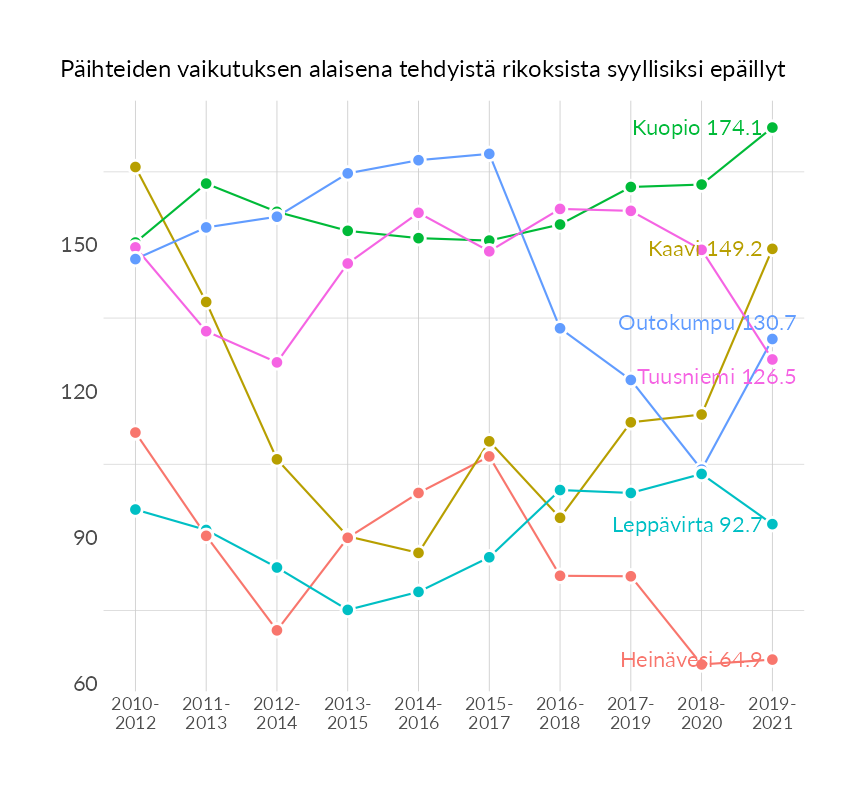 Päihteiden vaikutuksen alaisena tehdyistä rikoksista syyllisiksi epäillyt
Kuopio 174.1
150
Kaavi 149.2
Outokumpu 130.7
120
Tuusniemi 126.5
90
Leppävirta 92.7
Heinävesi 64.9
60
2010- 2011- 2012- 2013- 2014- 2015- 2016- 2017- 2018- 2019-
2012 2013 2014 2015 2016 2017 2018 2019 2020 2021